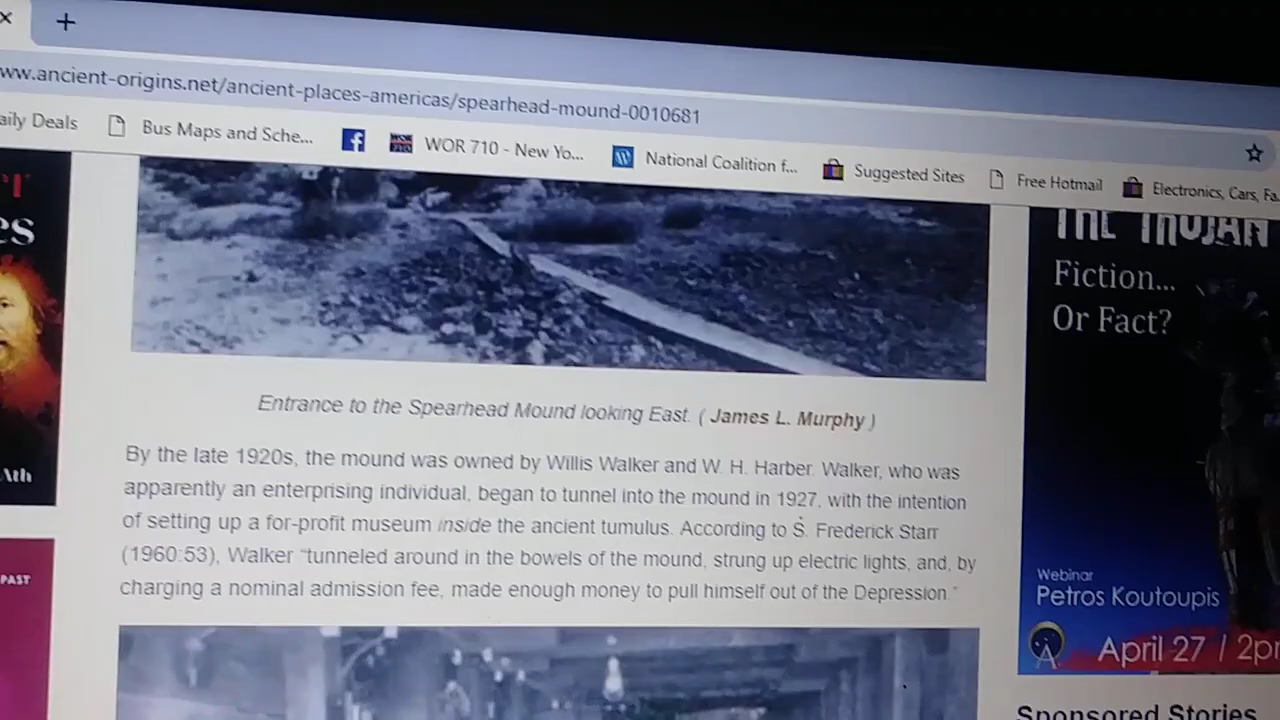 ww.ancient-origins.net/ancient-places-americas/spearhead-mound-0010681
aily Deals
Bus Maps and Sche...
WOR 710 - New Yo...
National Coalition f...
Suggested Sites
Free Hotmail
Electronics, Cars, Fa
es
Ath
PAST
THE TROJAN
Fiction...
Or Fact?
Webinar
Petros Koutoupis
April 27 / 2p
Sponsored Stories
Entrance to the Spearhead Mound looking East. ( James L. Murphy )
By the late 1920s, the mound was owned by Willis Walker and W. H. Harber. Walker, who was
apparently an enterprising individual, began to tunnel into the mound in 1927, with the intention
of setting up a for-profit museum inside the ancient tumulus. According to S. Frederick Starr
(1960:53), Walker “tunneled around in the bowels of the mound, strung up electric lights, and, by
charging a nominal admission fee, made enough money to pull himself out of the Depression.”